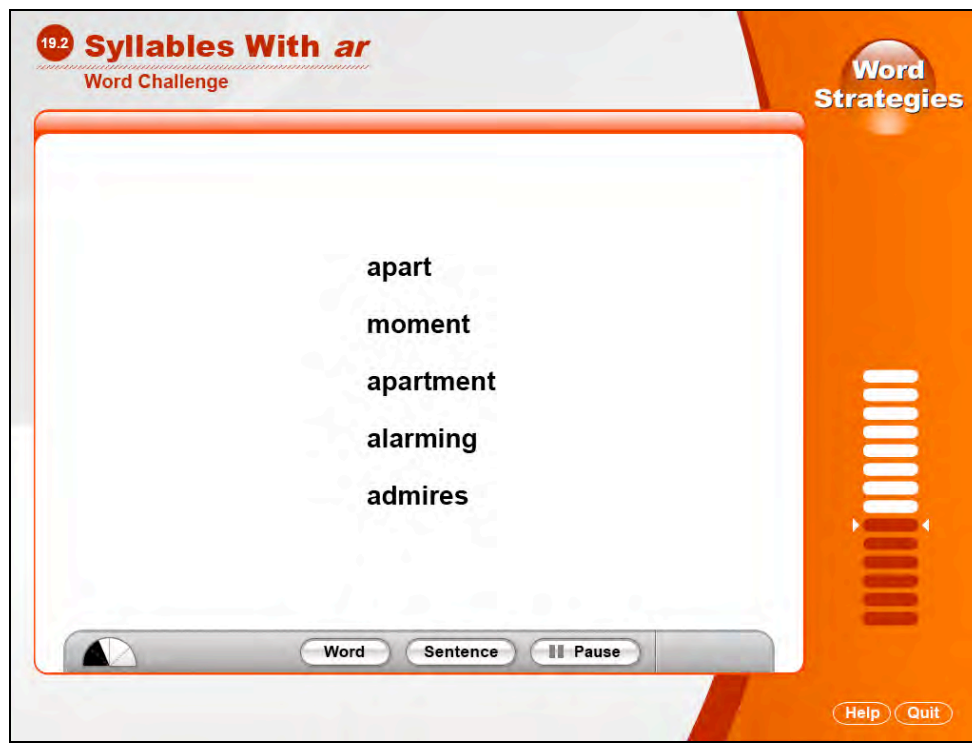 19.2 Syllables With ar
Word Challenge
Word
Strategies
apart
moment
apartment
alarming
admires
Word Sentence Pause
Help Quit